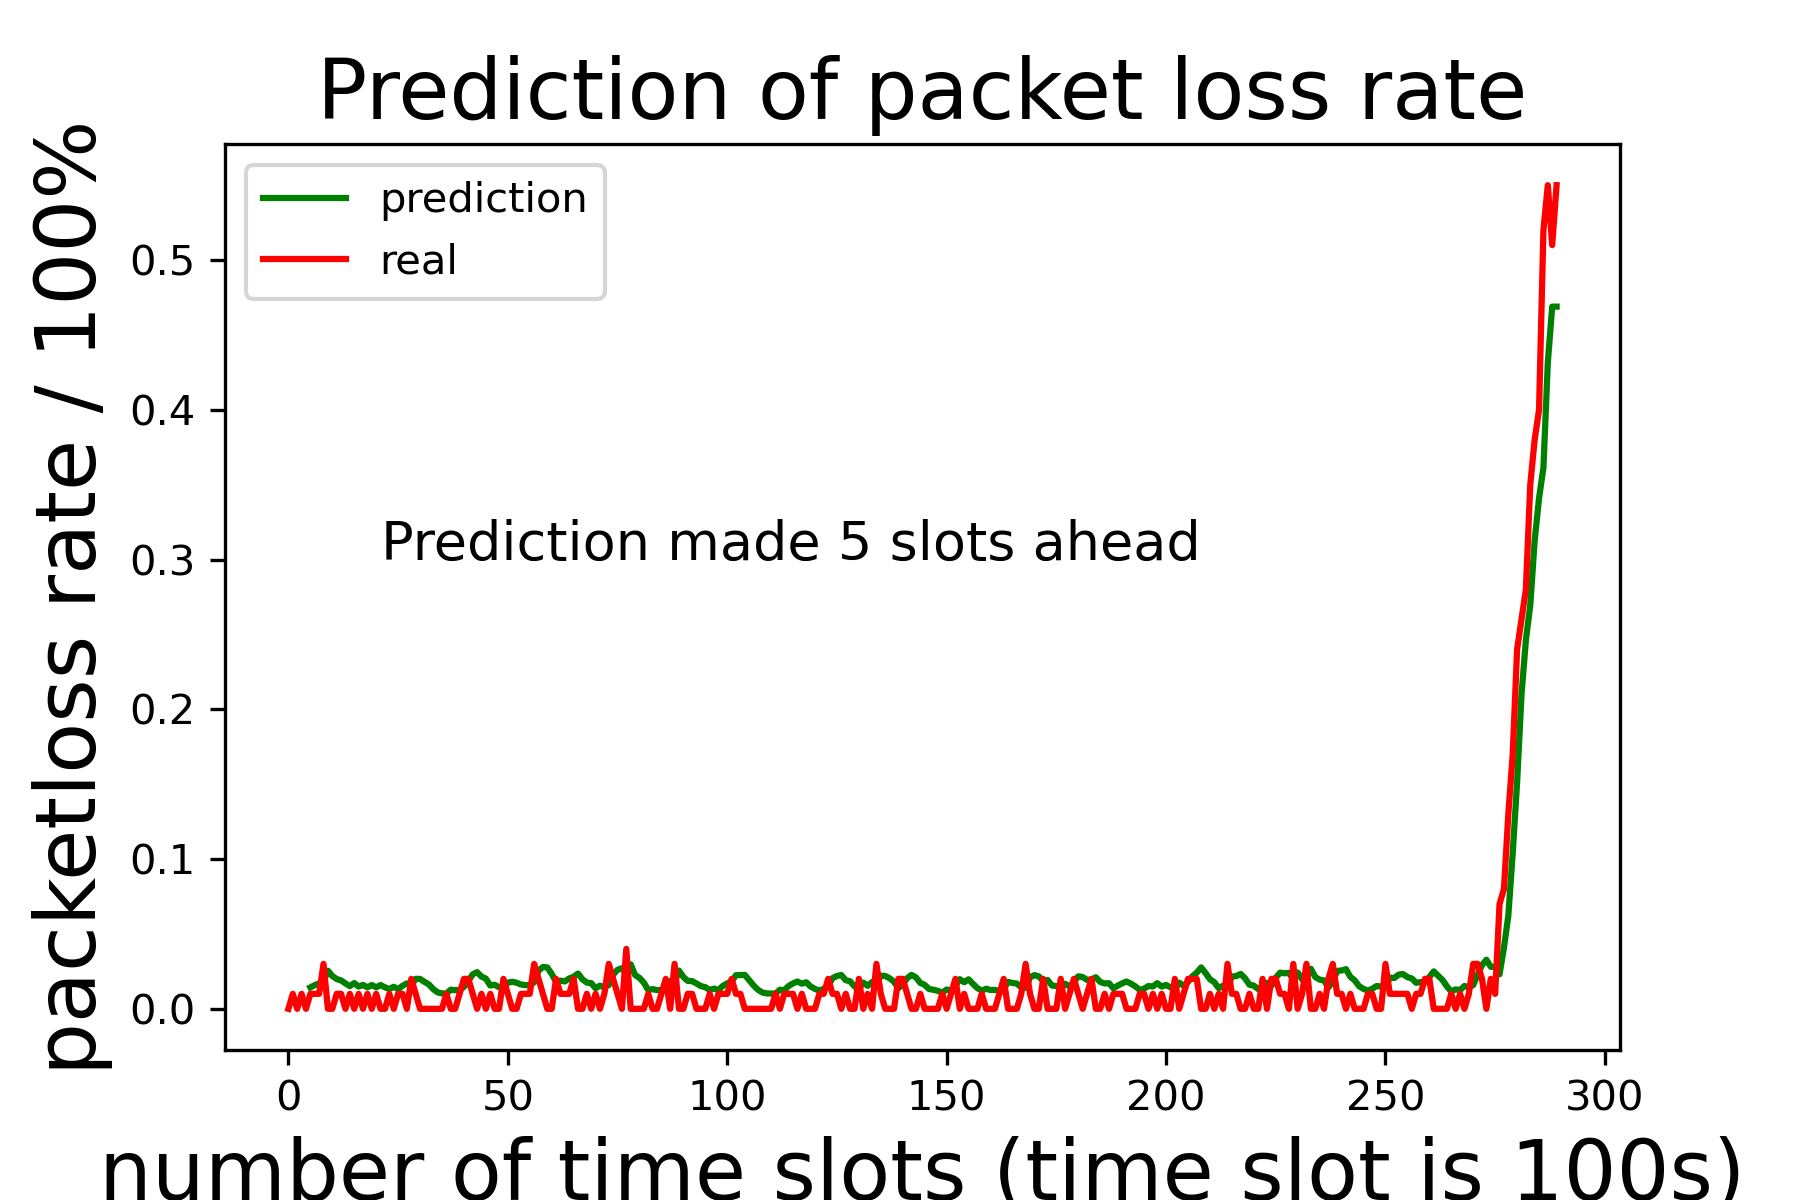 Prediction of packet loss rate
packetloss rate / 100%
prediction
real
0.5
0.4
0.3
0.2
0.1
0.0
Prediction made 5 slots ahead
0 50 100 150 200 250 300
number of time slots (time slot is 100s)